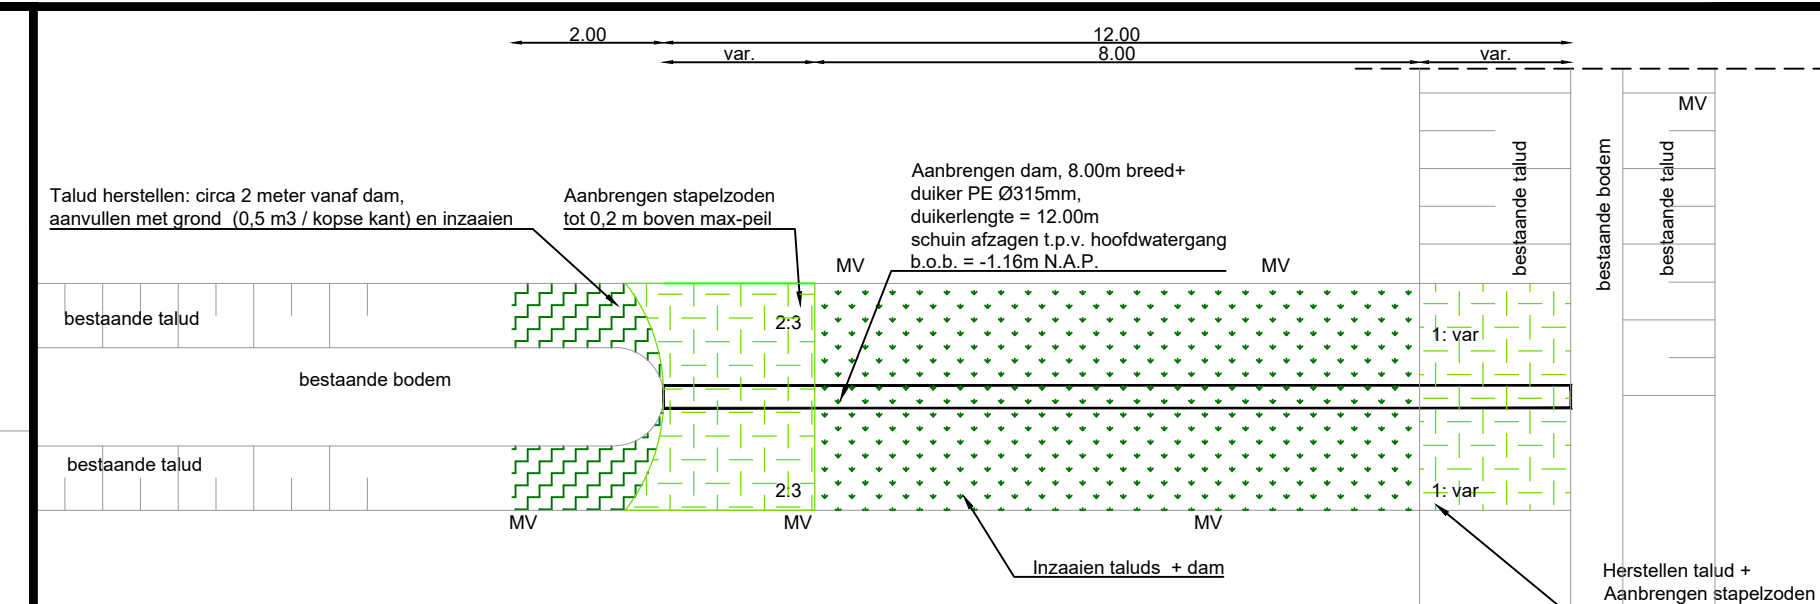 2.00
12.00
var.
8.00
var.
MV
Talud herstellen: circa 2 meter vanaf dam,
aanvullen met grond (0,5 m3 / kopse kant) en inzaaien
Aanbrengen stapelzoden
tot 0,2 m boven max-peil
Aanbrengen dam, 8.00m breed+
duiker PE Ø315mm,
duikerlengte = 12.00m
schuin afzagen t.p.v. hoofdwatergang
b.o.b. = -1.16m N.A.P.
bestaande talud
bestaande bodem
bestaande talud
MV
MV
bestaande talud
2:3
1: var
bestaande bodem
bestaande talud
2:3
1: var
MV
MV
MV
Inzaaien taluds + dam
Herstellen talud +
Aanbrengen stapelzoden